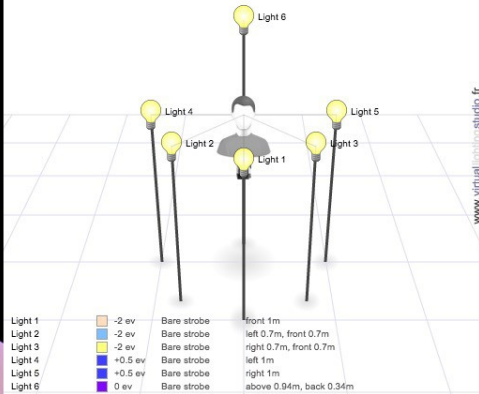 Light 6
Light 4
Light 5
Light 2
Light 3
Light 1
www.virtuallightingstudio.fr
Light 1 -2 ev Bare strobe front 1m
Light 2 -2 ev Bare strobe left 0.7m, front 0.7m
Light 3 -2 ev Bare strobe right 0.7m, front 0.7m
Light 4 +0.5 ev Bare strobe left 1m
Light 5 +0.5 ev Bare strobe right 1m
Light 6 0 ev Bare strobe above 0.94m, back 0.34m